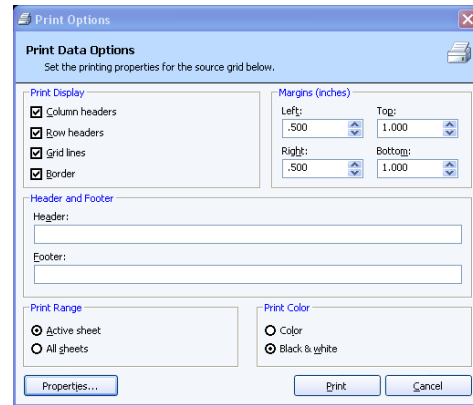 Print Options
Print Data Options
Set the printing properties for the source grid below.
Print Display
Column headers
Row headers
Grid lines
Border
Margins (inches)
Left: Top:
.500 1.000
Right: Bottom:
.500 1.000
Header and Footer
Header:
Footer:
Print Range
Active sheet
All sheets
Print Color
Color
Black & white
Properties... Print Cancel